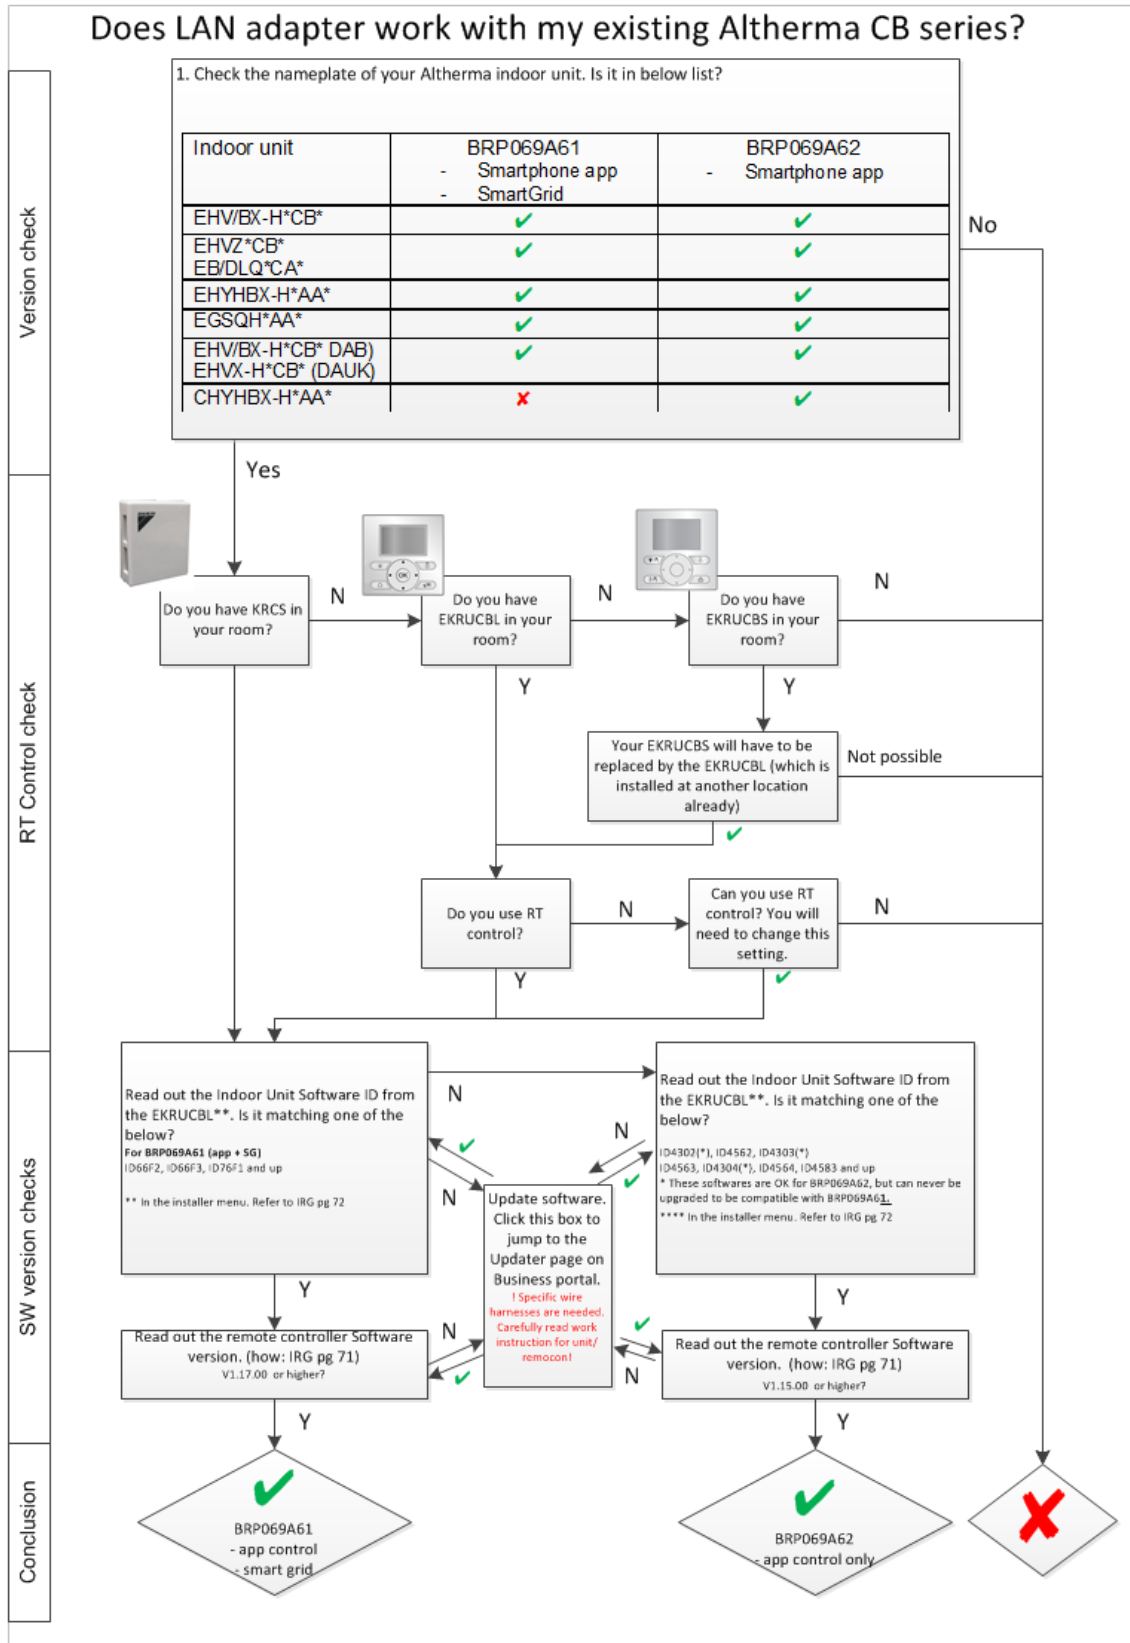 Does LAN adapter work with my existing Altherma CB series?
Version check
1. Check the nameplate of your Altherma indoor unit. Is it in below list?
Indoor unit
BRP069A61
- Smartphone app
- SmartGrid
BRP069A62
- Smartphone app
EHV/BX-H*CB*
✔ ✔
EHVZ*CB*
EB/DLQ*CA*
✔ ✔
EHYHBX-H*AA*
✔ ✔
EGSQH*AA*
✔ ✔
EHV/BX-H*CB* DAB)
EHVX-H*CB* (DAUK)
✔ ✔
CHYHBX-H*AA*
✘ ✔
No
Yes
RT Control check
Do you have KRCS in
your room?
N
OK
Do you have
EKRUCBL in your
room?
N
Do you have
EKRUCBS in your
room?
N
Y
Y
Your EKRUCBS will have to be
replaced by the EKRUCBL (which is
installed at another location
already)
Not possible
✔
Do you use RT
control?
N
Can you use RT
control? You will
need to change this
setting.
N
Y
✔
SW version checks
Read out the Indoor Unit Software ID from
the EKRUCBL**. Is it matching one of the
below?
For BRP069A61 (app + SG)
ID66F2, ID66F3, ID76F1 and up
** In the installer menu. Refer to IRG pg 72
N
✔
N
N
✔
Read out the Indoor Unit Software ID from
the EKRUCBL**. Is it matching one of the
below?
ID4302(*), ID4562, ID4303(*)
ID4563, ID4304(*), ID4564, ID4583 and up
* These softwares are OK for BRP069A62, but can never be
upgraded to be compatible with BRP069A61.
**** In the installer menu. Refer to IRG pg 72
Update software.
Click this box to
jump to the
Updater page on
Business portal.
! Specific wire
harnesses are needed.
Carefully read work
instruction for unit/
remocon!
Y
Y
Read out the remote controller Software
version. (how: IRG pg 71)
V1.17.00 or higher?
N
✔
✔
N
Read out the remote controller Software
version. (how: IRG pg 71)
V1.15.00 or higher?
Y
Y
Conclusion
✔
BRP069A61
- app control
- smart grid
✔
BRP069A62
- app control only
✘